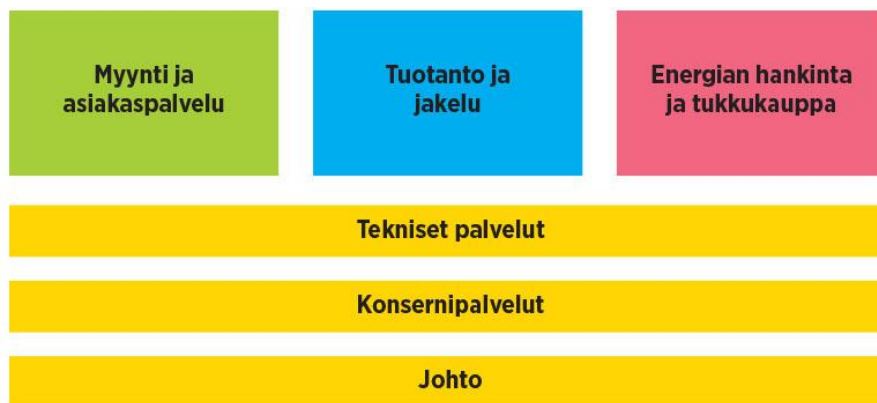 Myynti ja
asiakaspalvelu
Tuotanto ja
jakelu
Energian hankinta
ja tukkukauppa
Tekniset palvelut
Konsernipalvelut
Johto